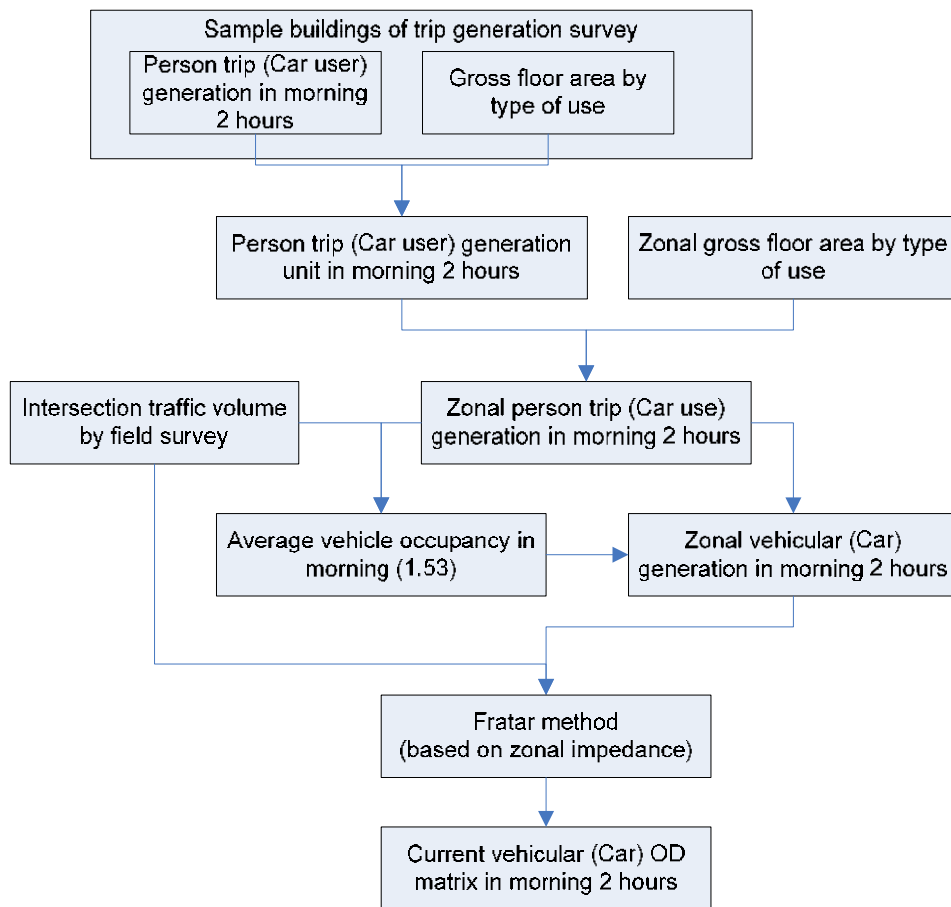 Sample buildings of trip generation survey
Person trip (Car user)
generation in morning
2 hours
Gross floor area by
type of use
Person trip (Car user) generation
unit in morning 2 hours
Zonal gross floor area by type
of use
Intersection traffic volume
by field survey
Zonal person trip (Car use)
generation in morning 2 hours
Average vehicle occupancy in
morning (1.53)
Zonal vehicular (Car)
generation in morning 2 hours
Fratar method
(based on zonal impedance)
Current vehicular (Car) OD
matrix in morning 2 hours